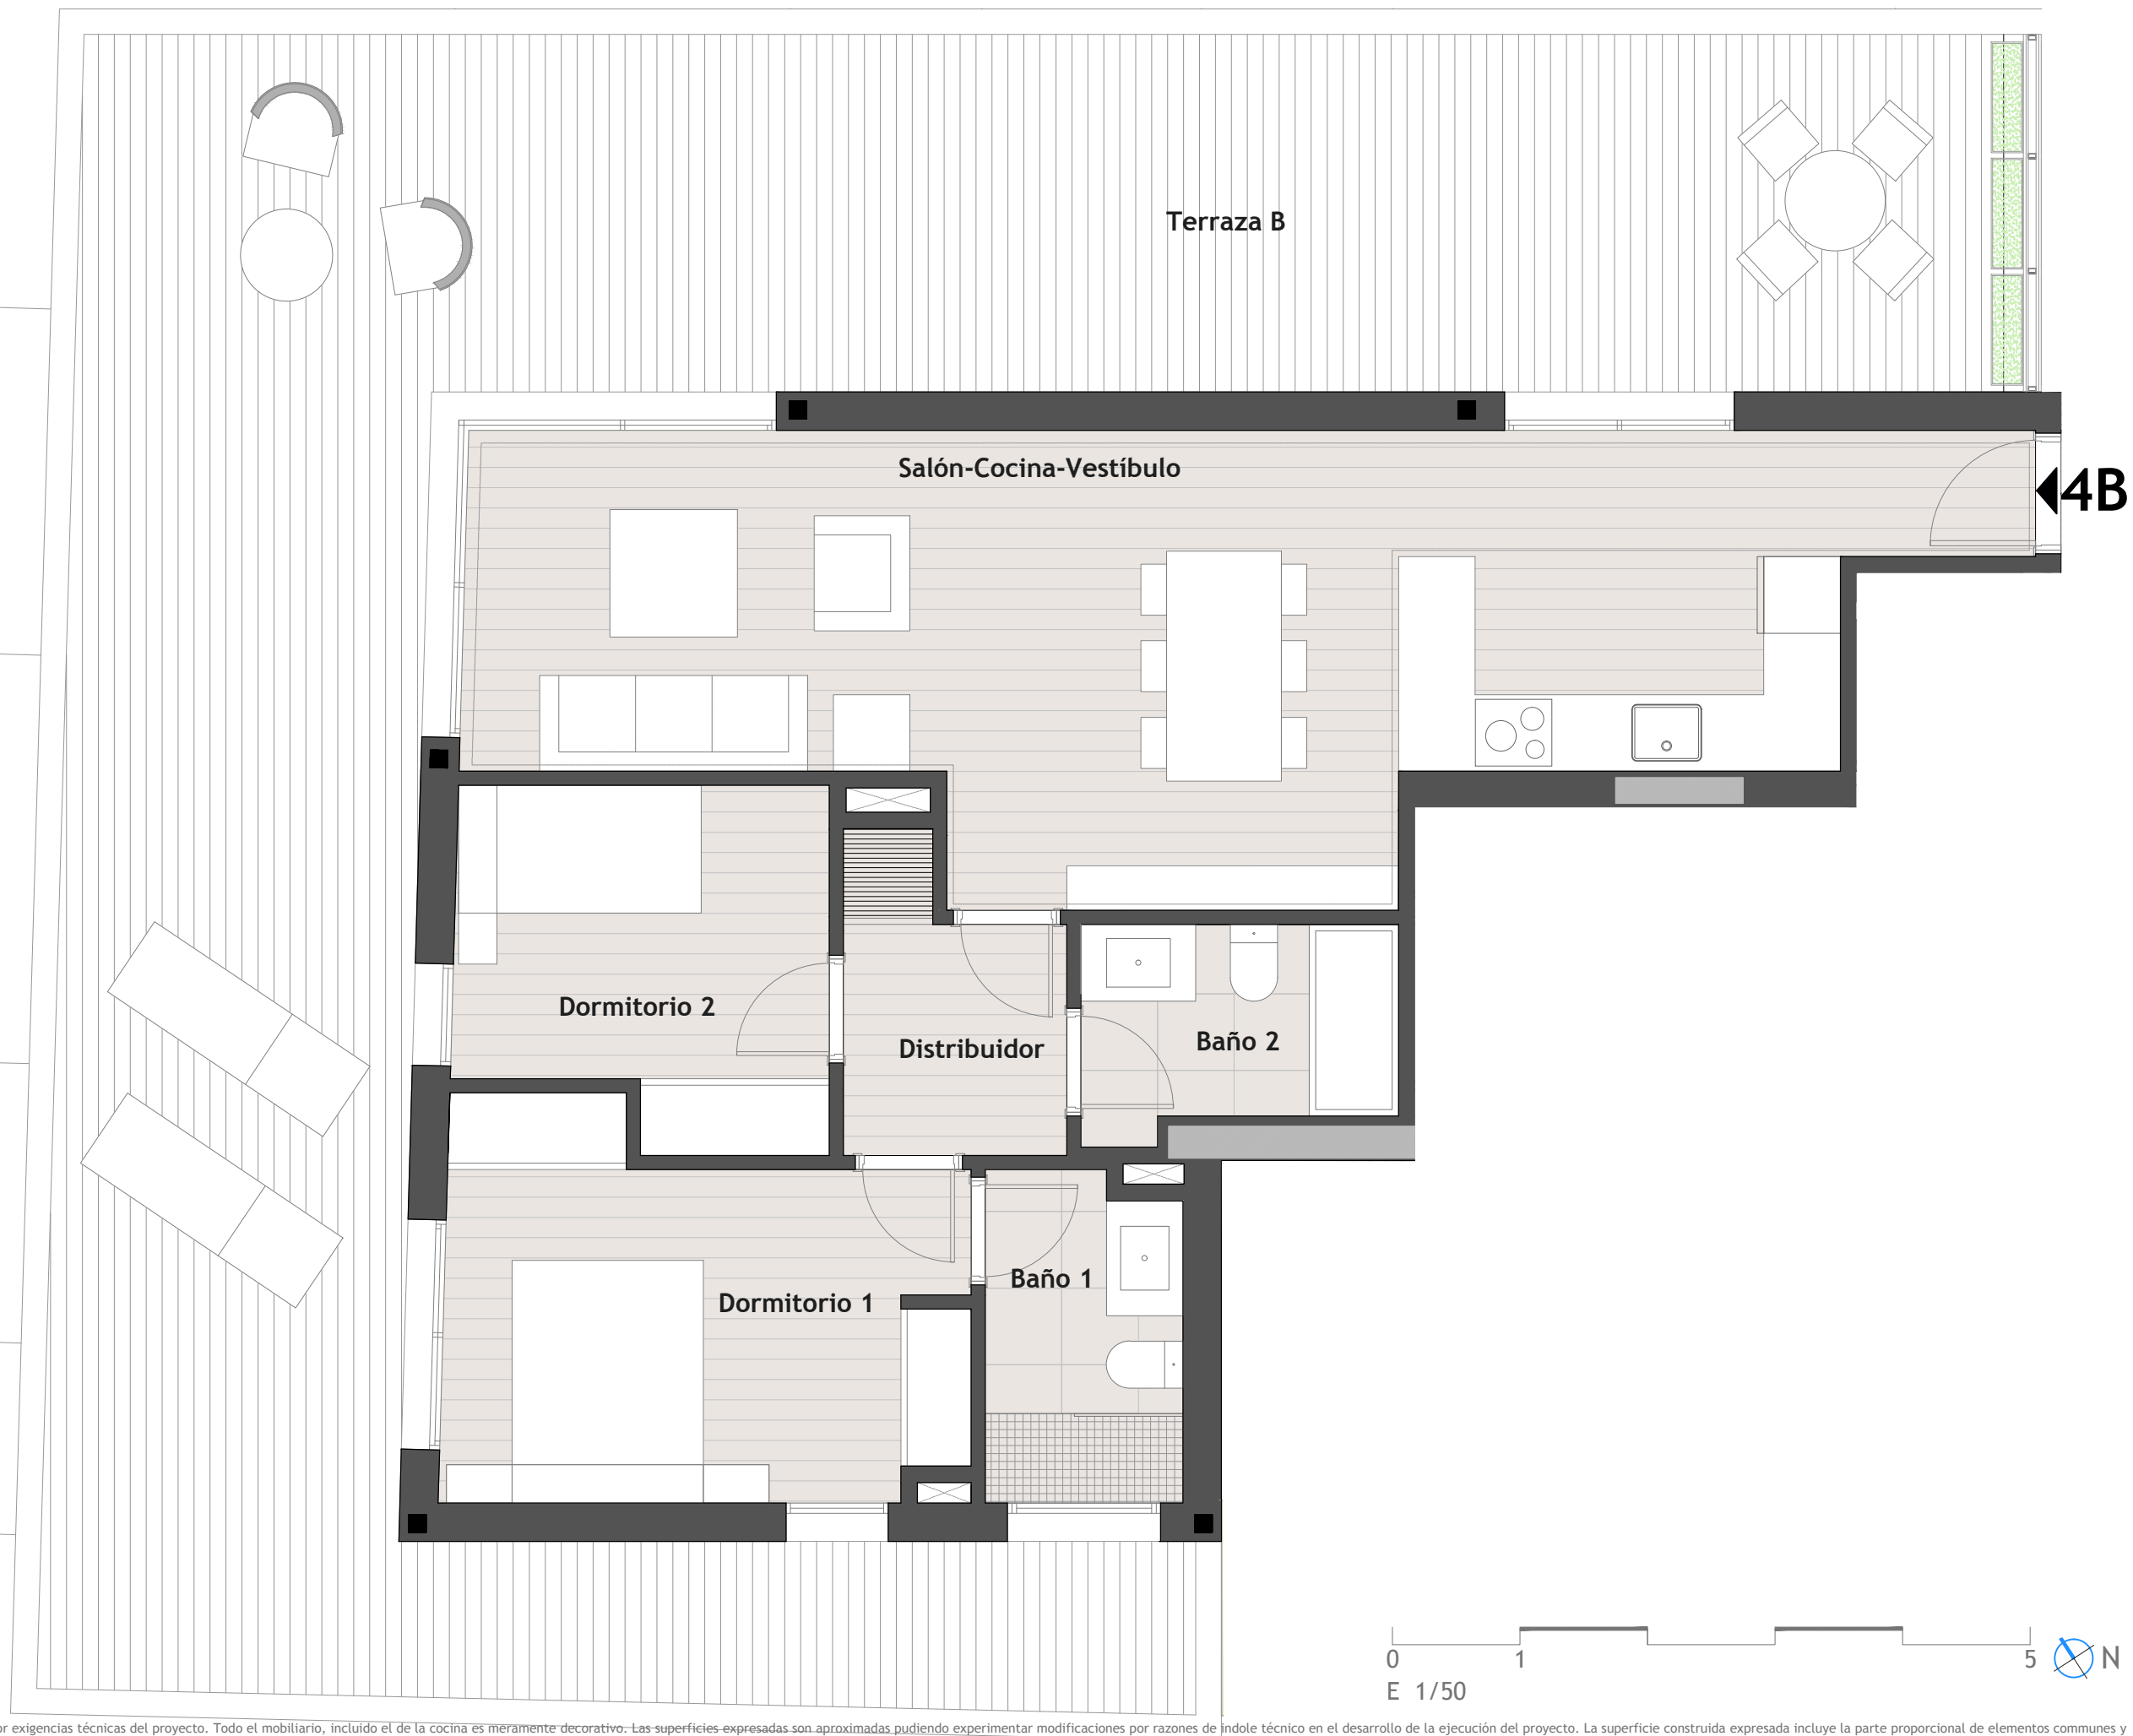 Terraza B
Salón-Cocina-Vestíbulo
4B
Dormitorio 2
Distribuidor
Baño 2
Baño 1
Dormitorio 1
0 1 5 N
E 1/50
or exigencias técnicas del proyecto. Todo el mobiliario, incluido el de la cocina es meramente decorativo. Las superficies expresadas son aproximadas pudiendo experimentar modificaciones por razones de índole técnico en el desarrollo de la ejecución del proyecto. La superficie construida expresada incluye la parte proporcional de elementos communes y